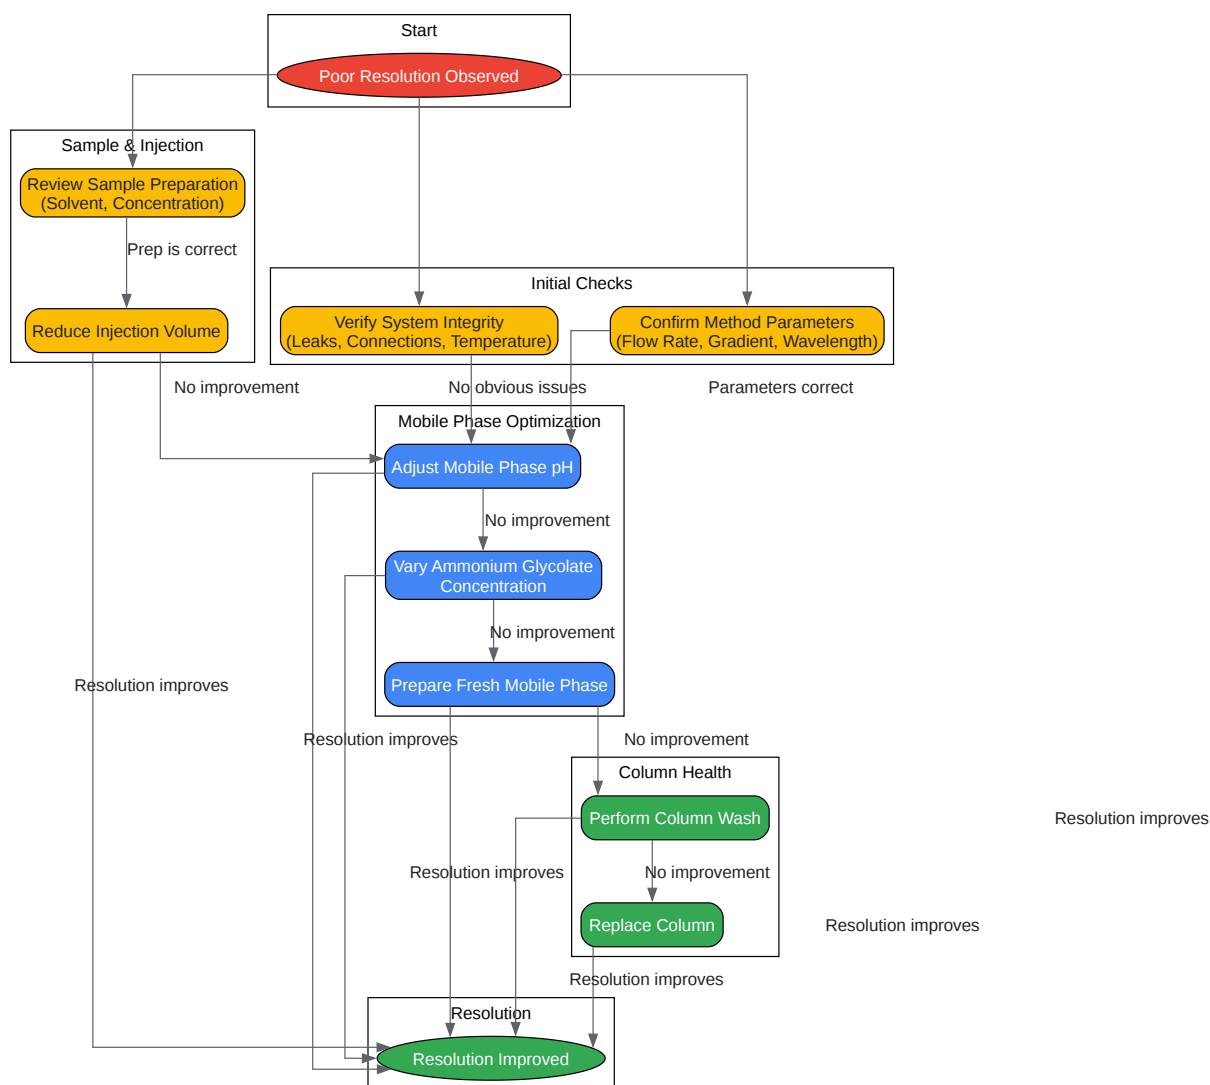 Start
Poor Resolution Observed
Sample & Injection
Review Sample Preparation
(Solvent, Concentration)
Prep is correct
Reduce Injection Volume
Initial Checks
Verify System Integrity
(Leaks, Connections, Temperature)
Confirm Method Parameters
(Flow Rate, Gradient, Wavelength)
No improvement
No obvious issues
Parameters correct
Mobile Phase Optimization
Adjust Mobile Phase pH
No improvement
Vary Ammonium Glycolate
Concentration
No improvement
Prepare Fresh Mobile Phase
Resolution improves
Resolution improves
No improvement
Column Health
Perform Column Wash
Resolution improves
Resolution improves
No improvement
Replace Column
Resolution improves
Resolution improves
Resolution
Resolution Improved